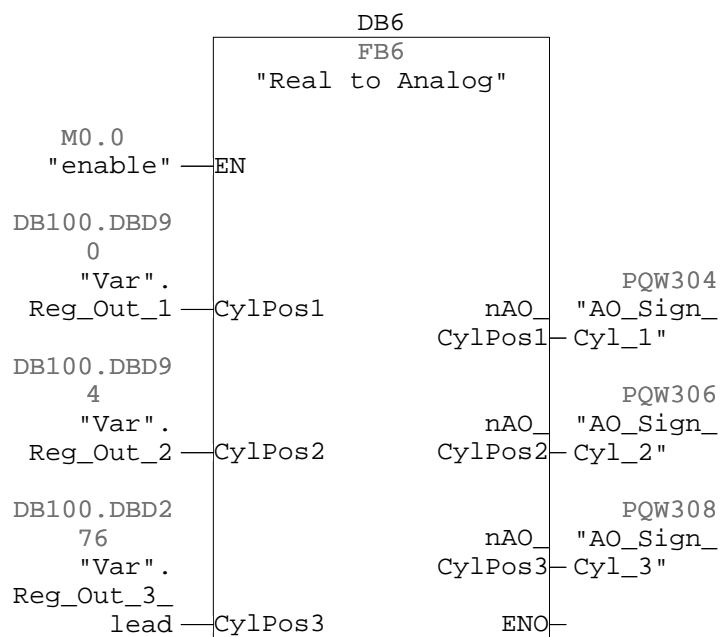 DB6
FB6
"Real to Analog"
M0.0
"enable"
EN
DB100.DBD9
0
"Var".
Reg_Out_1
CylPos1
nAO_
CylPos1
PQW304
"AO_Sign_
Cyl_1"
DB100.DBD9
4
"Var".
Reg_Out_2
CylPos2
nAO_
CylPos2
PQW306
"AO_Sign_
Cyl_2"
DB100.DBD2
76
"Var".
Reg_Out_3_
lead
CylPos3
nAO_
CylPos3
PQW308
"AO_Sign_
Cyl_3"
ENO